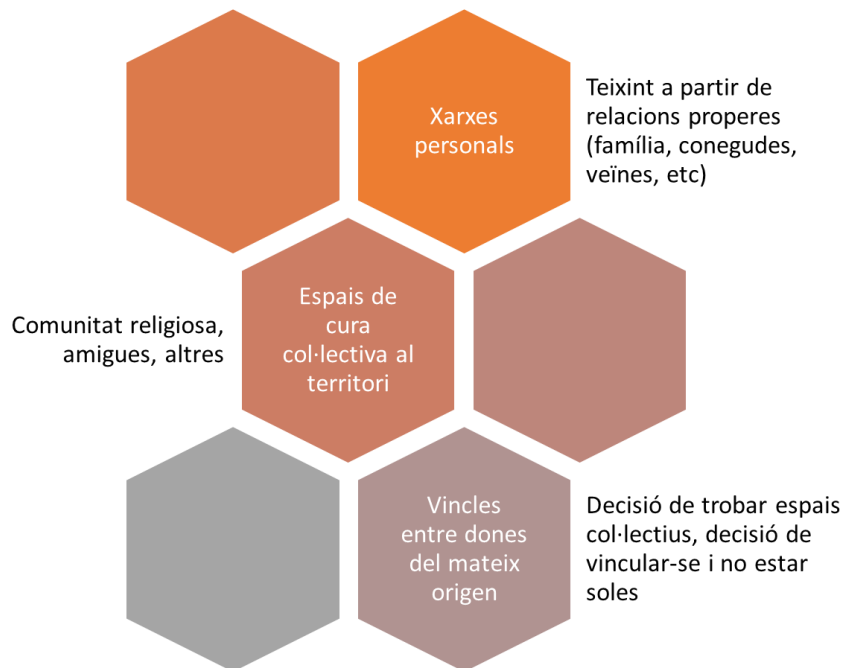 Xarxes
personals
Teixint a partir de
relacions properes
(família, conegudes,
veïnes, etc)
Comunitat religiosa,
amigues, altres
Espais de
cura
col·lectiva al
territori
Vincles
entre dones
del mateix
origen
Decisió de trobar espais
col·lectius, decisió de
vincular-se i no estar
soles